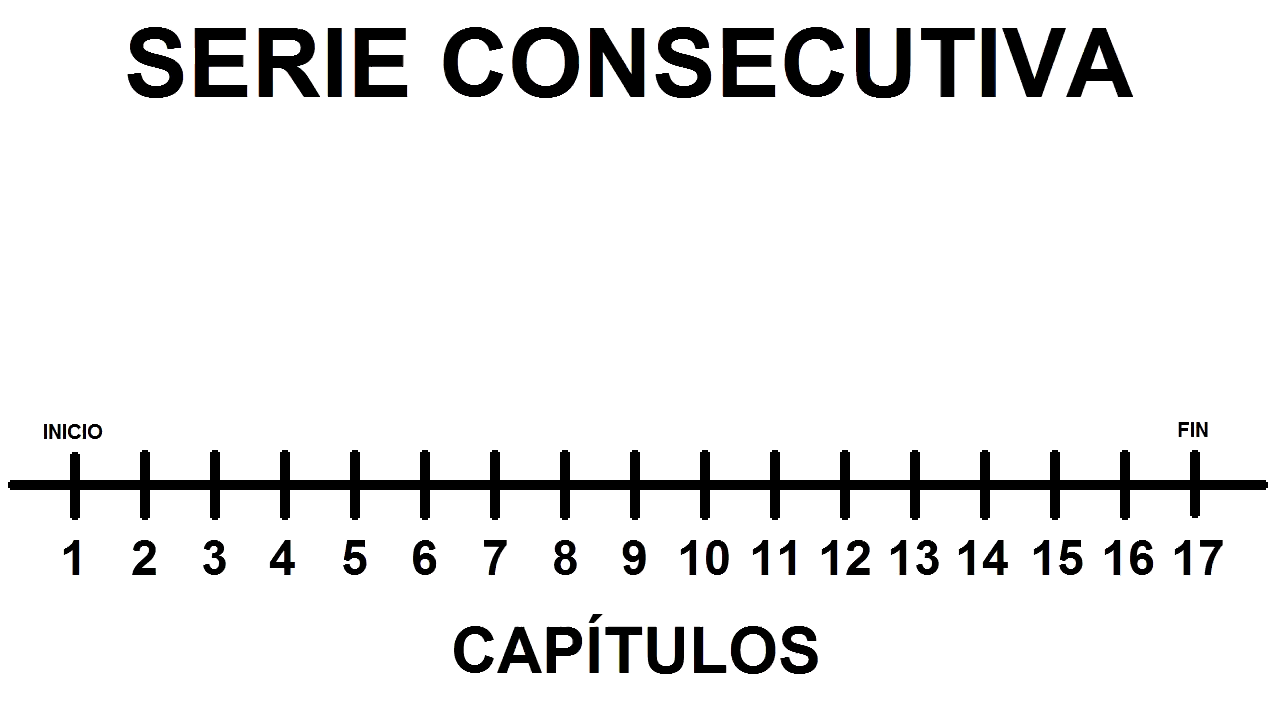 SERIE CONSECUTIVA
INICIO FIN
1 2 3 4 5 6 7 8 9 10 11 12 13 14 15 16 17
CAPÍTULOS